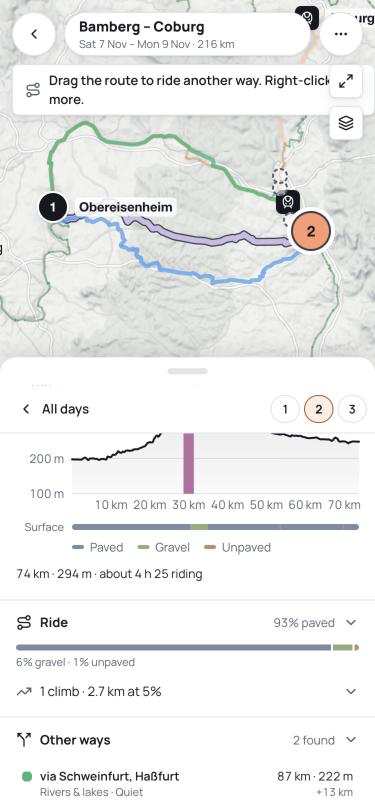 Bamberg – Coburg
Sat 7 Nov – Mon 9 Nov · 216 km
Drag the route to ride another way. Right-click
more.
1
Obereisenheim
2
All days
1
2
3
200 m
100 m
10 km 20 km 30 km 40 km 50 km 60 km 70 km
Surface
Paved Gravel Unpaved
74 km · 294 m · about 4 h 25 riding
Ride
93% paved
6% gravel · 1% unpaved
1 climb · 2.7 km at 5%
Other ways
2 found
via Schweinfurt, Haßfurt
87 km · 222 m
Rivers & lakes · Quiet
+13 km